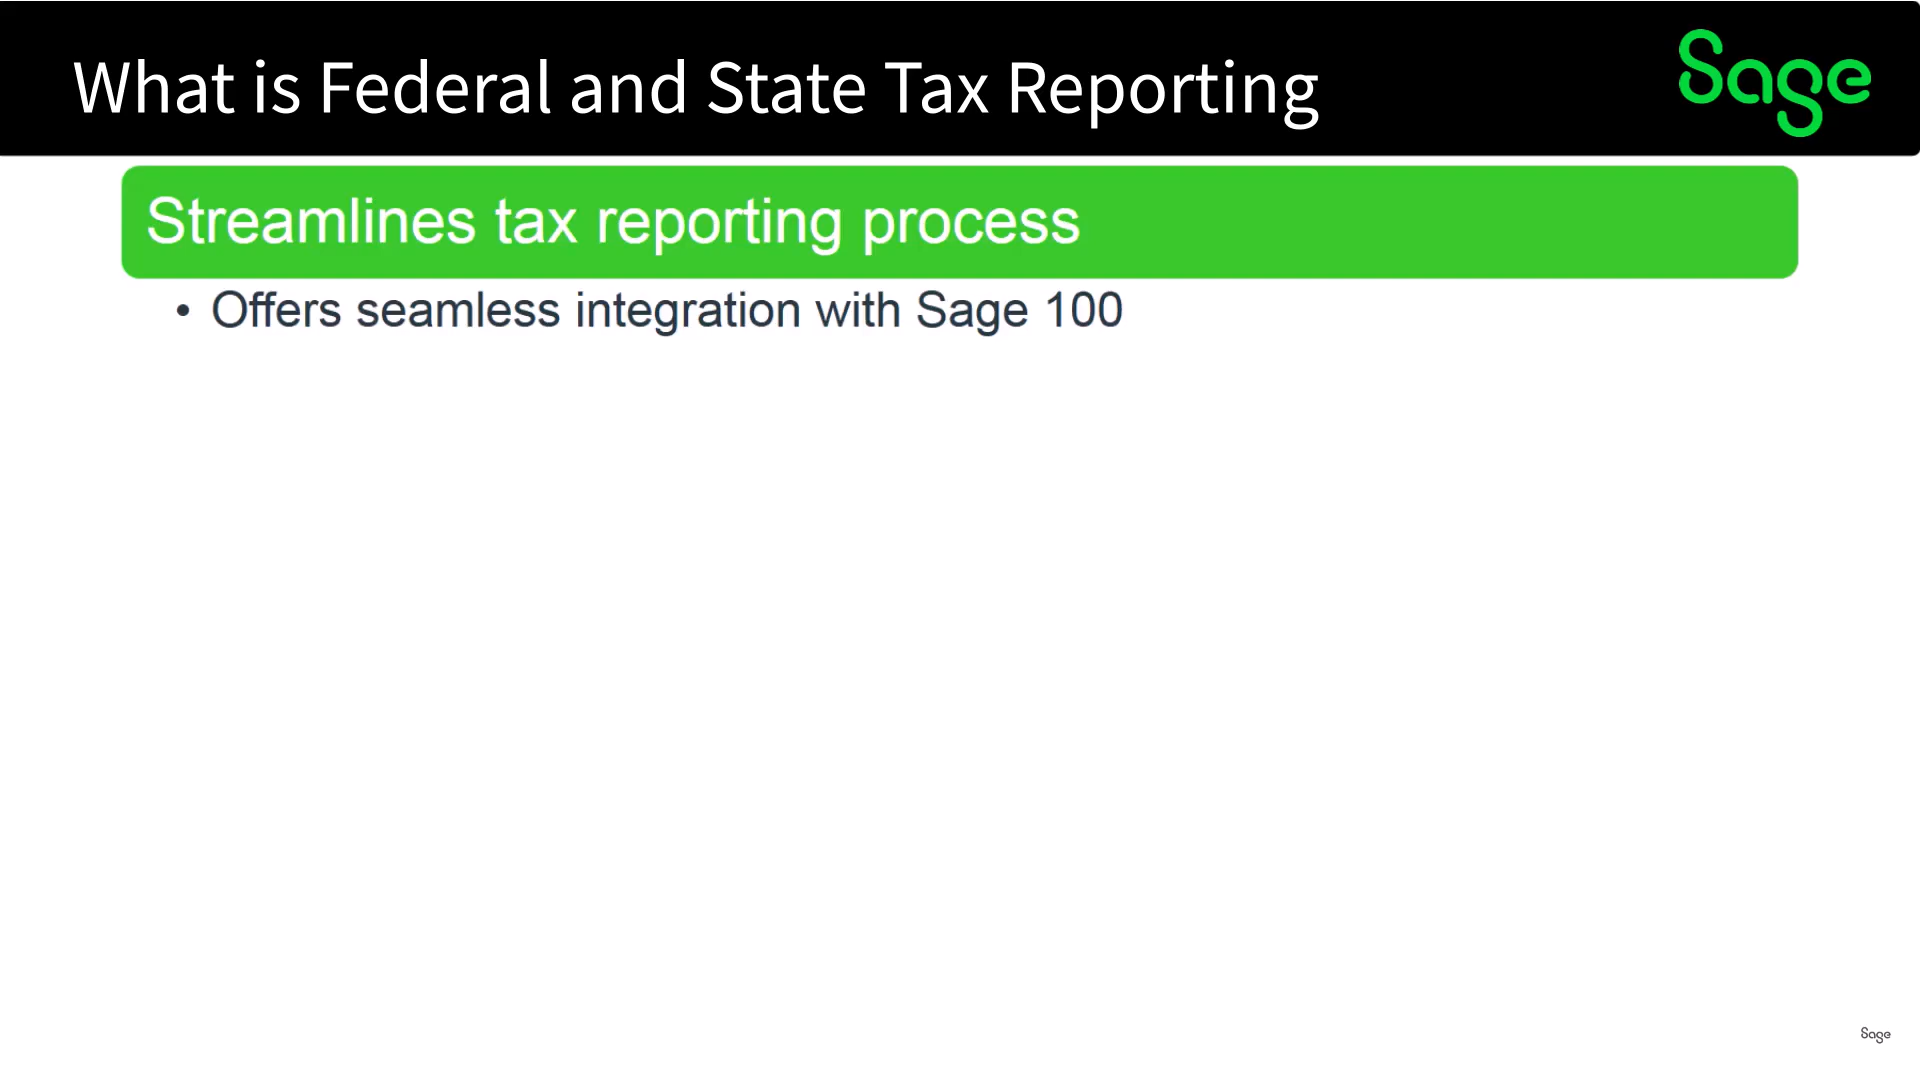 What is Federal and State Tax Reporting
Sage
Streamlines tax reporting process
• Offers seamless integration with Sage 100
Sage